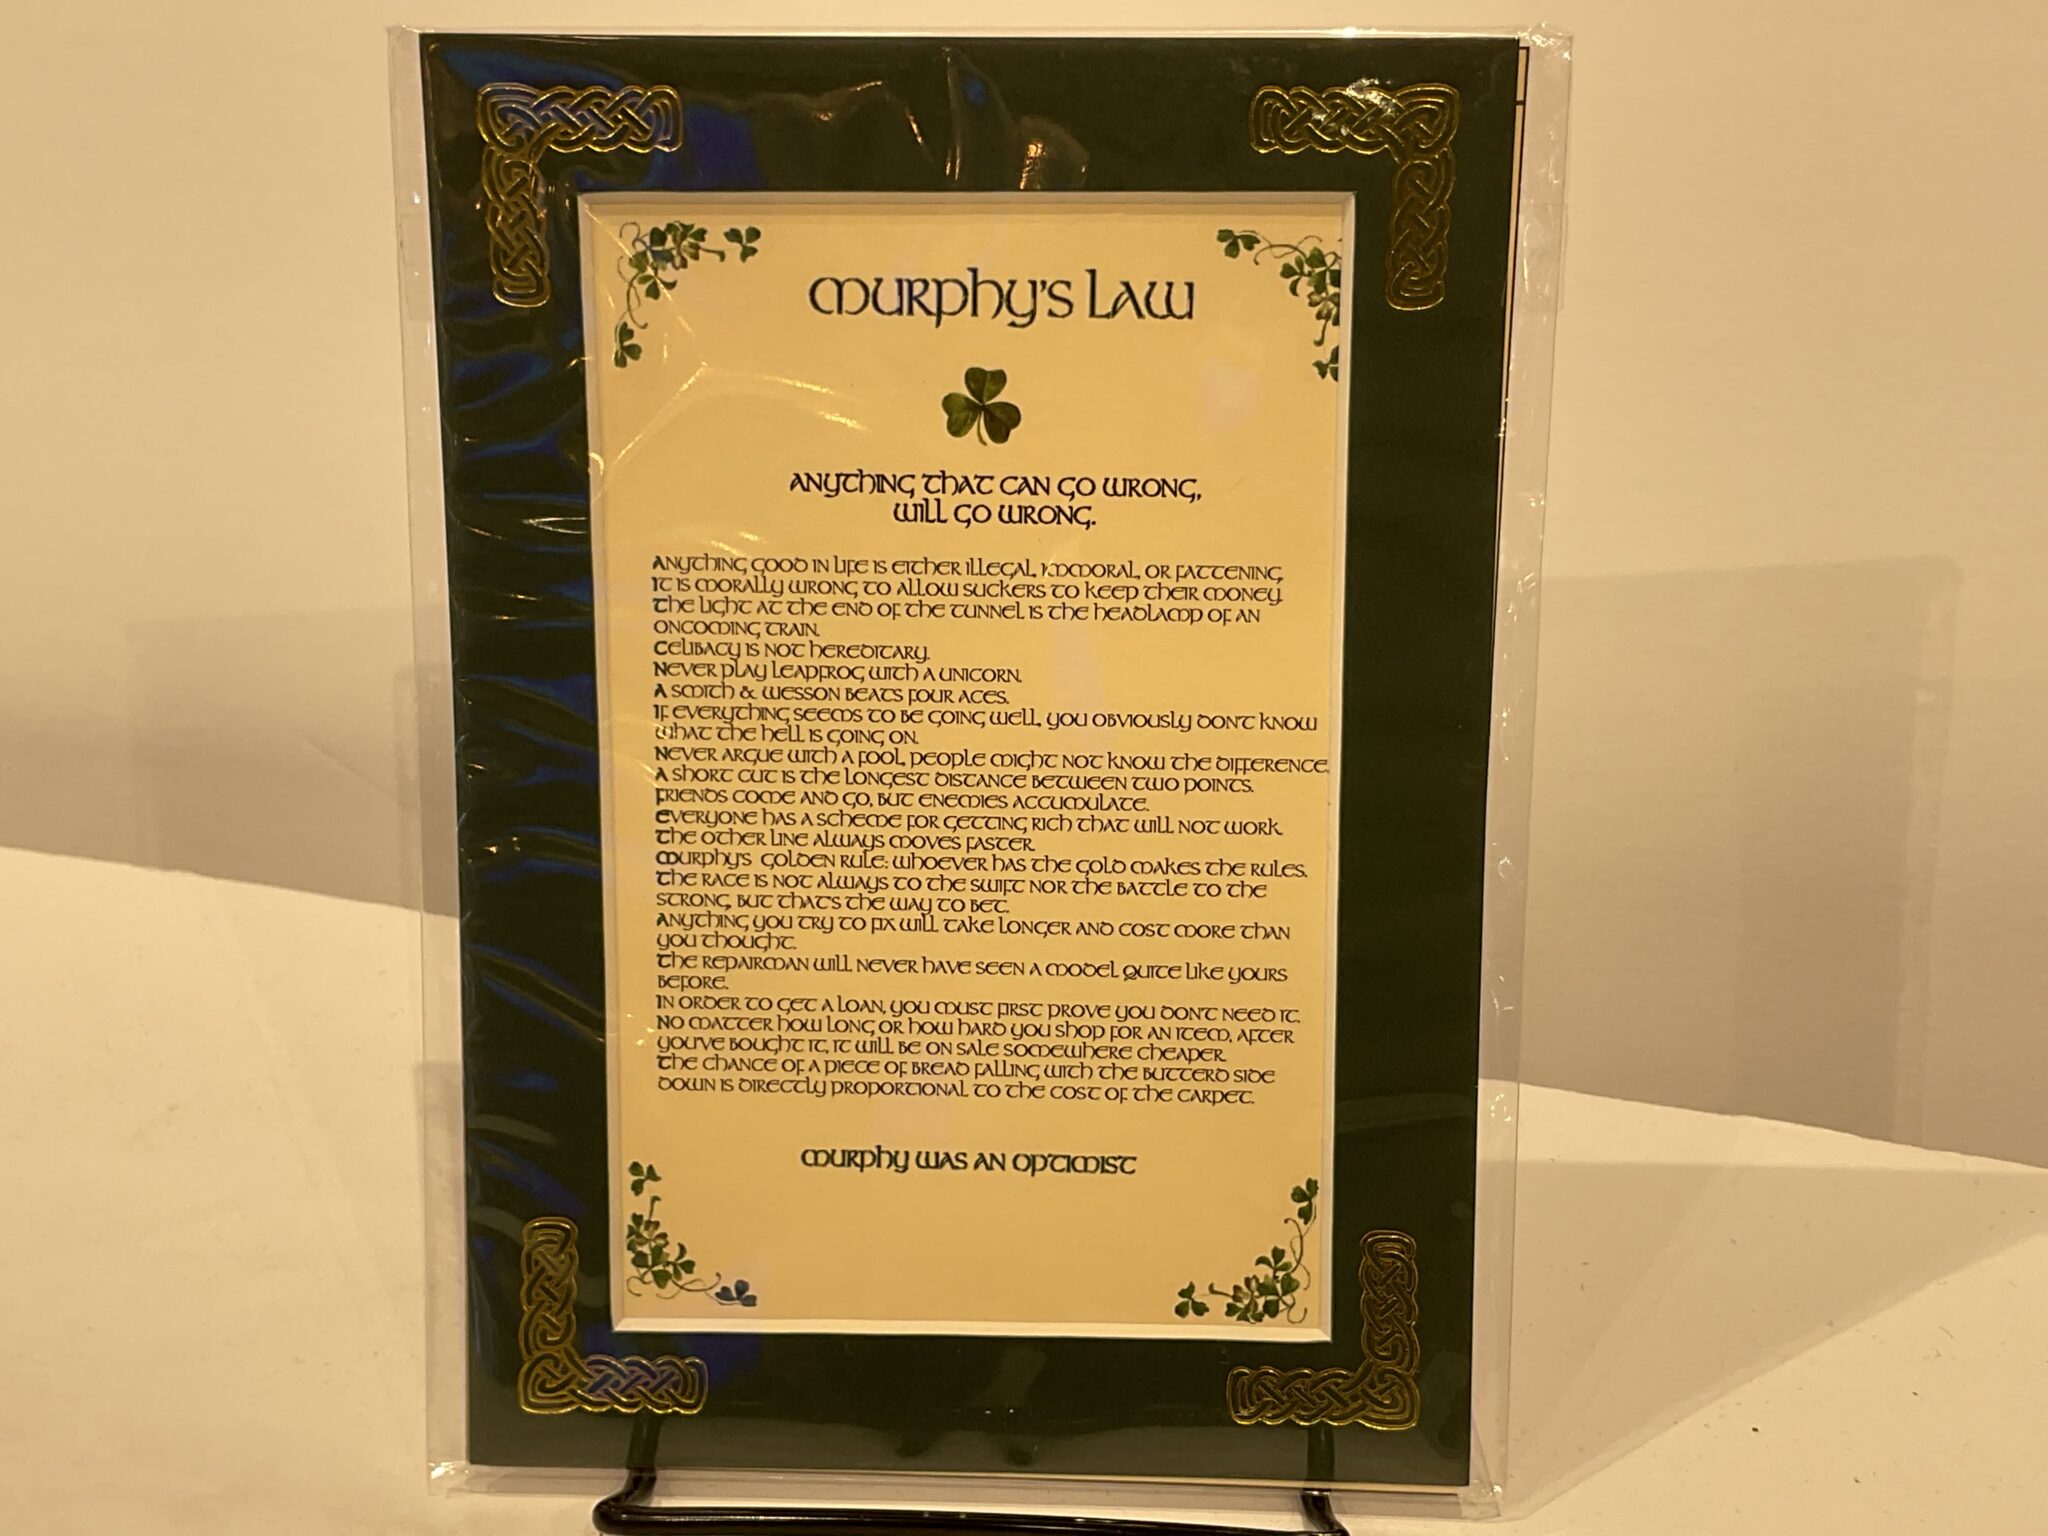 Murphy's Law
Anything that can go wrong,
will go wrong.
Anything good in life is either illegal, immoral, or fattening.
It is morally wrong to allow suckers to keep their money.
The light at the end of the tunnel is the headlamp of an
oncoming train.
Celibacy is not hereditary.
Never play leapfrog with a unicorn.
A Smith & Wesson beats four aces.
If everything seems to be going well, you obviously don't know
what the hell is going on.
Never argue with a fool, people might not know the difference.
A short cut is the longest distance between two points.
Friends come and go, but enemies accumulate.
Everyone has a scheme for getting rich that will not work.
The other line always moves faster.
Murphy's golden rule: whoever has the gold makes the rules.
The race is not always to the swift nor the battle to the
strong, but that's the way to bet.
Anything you try to fix will take longer and cost more than
you thought.
The repairman will never have seen a model quite like yours
before.
In order to get a loan, you must first prove you don't need it.
No matter how long or how hard you shop for an item, after
you've bought it, it will be on sale somewhere cheaper.
The chance of a piece of bread falling with the butterd side
down is directly proportional to the cost of the carpet.
Murphy was an optimist